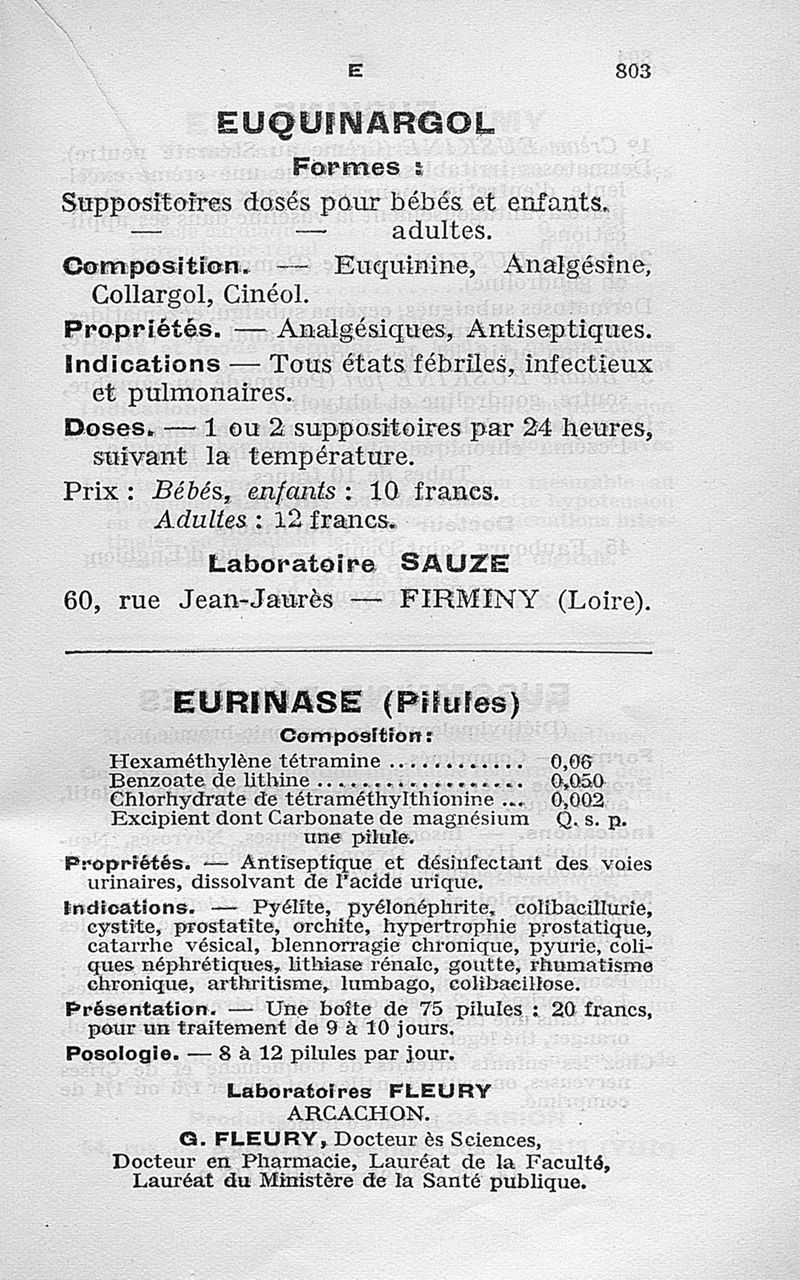 E
803
EUQUINARGOL
Formes :
Suppositoires dosés pour bébés et enfants.
— — adultes.
Composition. — Euquinine, Analgésine,
Collargol, Cinéol.
Propriétés. — Analgésiques, Antiseptiques.
Indications — Tous états fébriles, infectieux
et pulmonaires.
Doses. — 1 ou 2 suppositoires par 24 heures,
suivant la température.
Prix : Bébés, enfants : 10 francs.
Adultes : 12 francs.
Laboratoire SAUZE
60, rue Jean-Jaurès — FIRMINY (Loire).
EURINASE (Pilules)
Composition :
Hexaméthylène tétramine ............. 0,06
Benzoate de lithine .................. 0,050
Chlorhydrate de tétraméthylthionine ... 0,002
Excipient dont Carbonate de magnésium Q. s. p.
une pilule.
Propriétés. — Antiseptique et désinfectant des voies
urinaires, dissolvant de l'acide urique.
Indications. — Pyélite, pyélonéphrite, colibacillurie,
cystite, prostatite, orchite, hypertrophie prostatique,
catarrhe vésical, blennorragie chronique, pyurie, coli-
ques néphrétiques, lithiase rénale, goutte, rhumatisme
chronique, arthritisme, lumbago, colibacillose.
Présentation. — Une boîte de 75 pilules : 20 francs,
pour un traitement de 9 à 10 jours.
Posologie. — 8 à 12 pilules par jour.
Laboratoires FLEURY
ARCACHON.
G. FLEURY, Docteur ès Sciences,
Docteur en Pharmacie, Lauréat de la Faculté,
Lauréat du Ministère de la Santé publique.